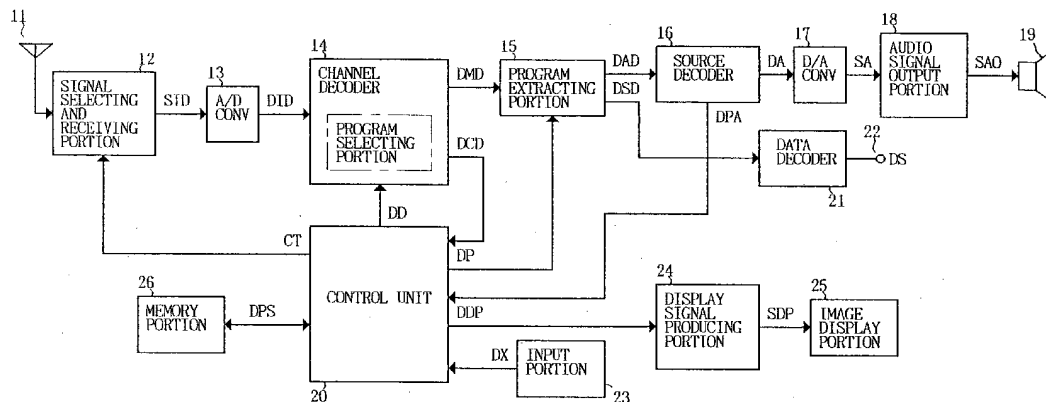 11
12
SIGNAL
SELECTING
AND
RECEIVING
PORTION
SID
13
A/D
CONV
DID
14
CHANNEL
DECODER
PROGRAM
SELECTING
PORTION
DMD
DCD
15
PROGRAM
EXTRACTING
PORTION
DAD
DSD
16
SOURCE
DECODER
DA
DPA
17
D/A
CONV
SA
18
AUDIO
SIGNAL
OUTPUT
PORTION
SAO
19
DATA
DECODER
21
22
DS
CT
DD
DP
26
MEMORY
PORTION
DPS
CONTROL UNIT
20
DDP
24
DISPLAY
SIGNAL
PRODUCING
PORTION
SDP
25
IMAGE
DISPLAY
PORTION
DX
INPUT
PORTION
23